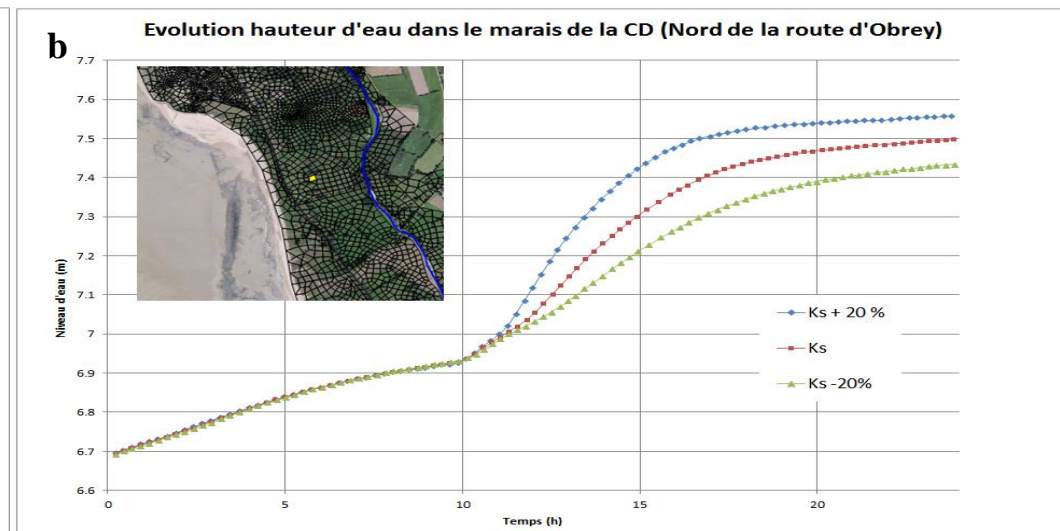 b
Evolution hauteur d'eau dans le marais de la CD (Nord de la route d'Obrey)
Niveau d'eau (m)
7.7
7.6
7.5
7.4
7.3
7.2
7.1
7
6.9
6.8
6.7
6.6
Ks + 20 %
Ks
Ks -20%
0 5 10 15 20
Temps (h)